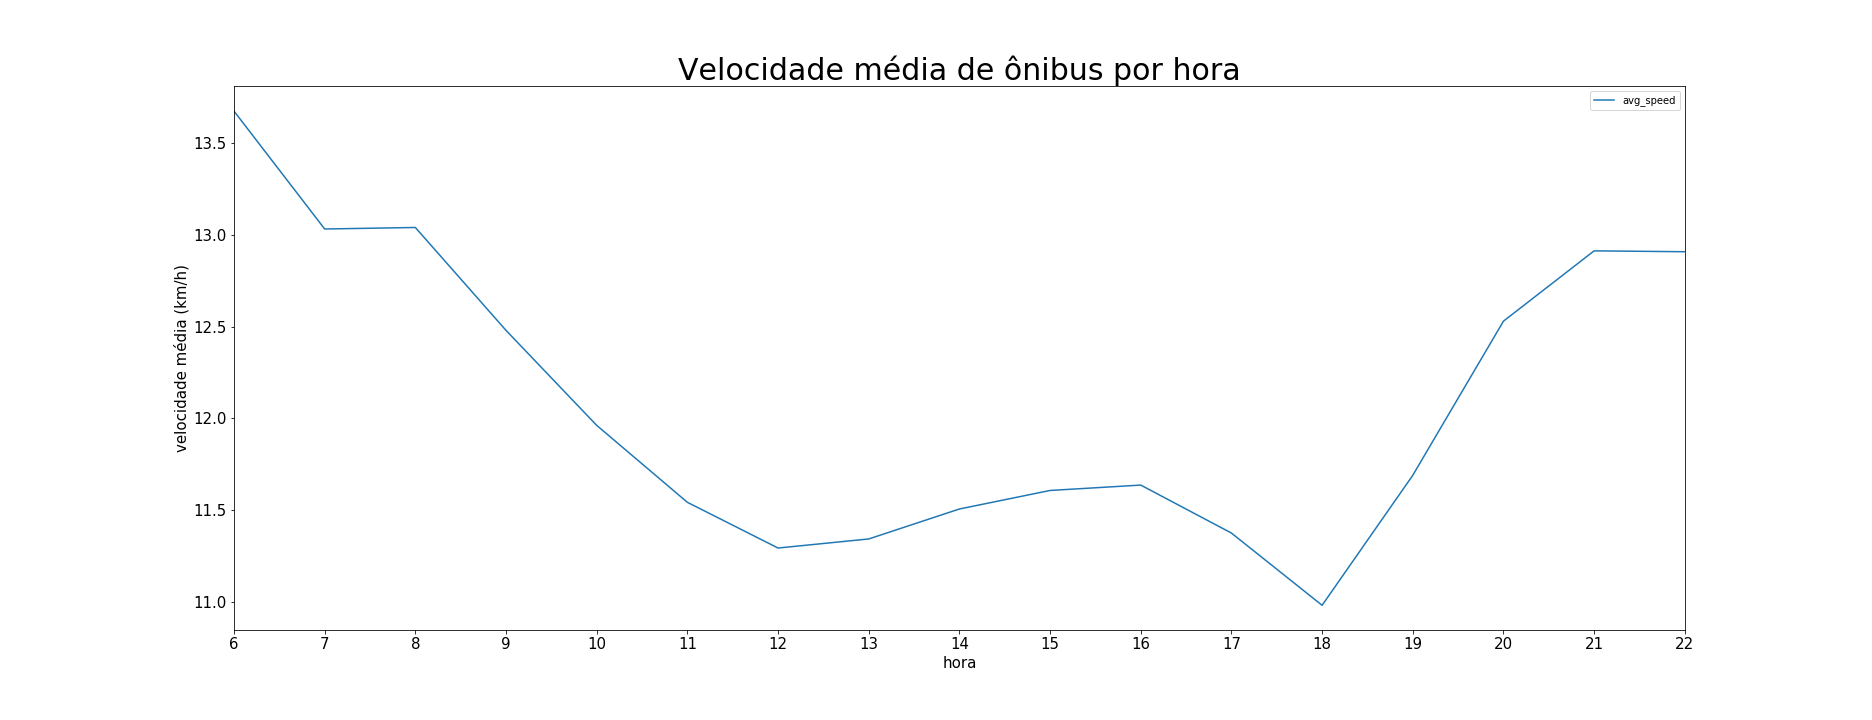 Velocidade média de ônibus por hora
avg_speed
13.5
13.0
12.5
12.0
11.5
11.0
velocidade média (km/h)
6 7 8 9 10 11 12 13 14 15 16 17 18 19 20 21 22
hora